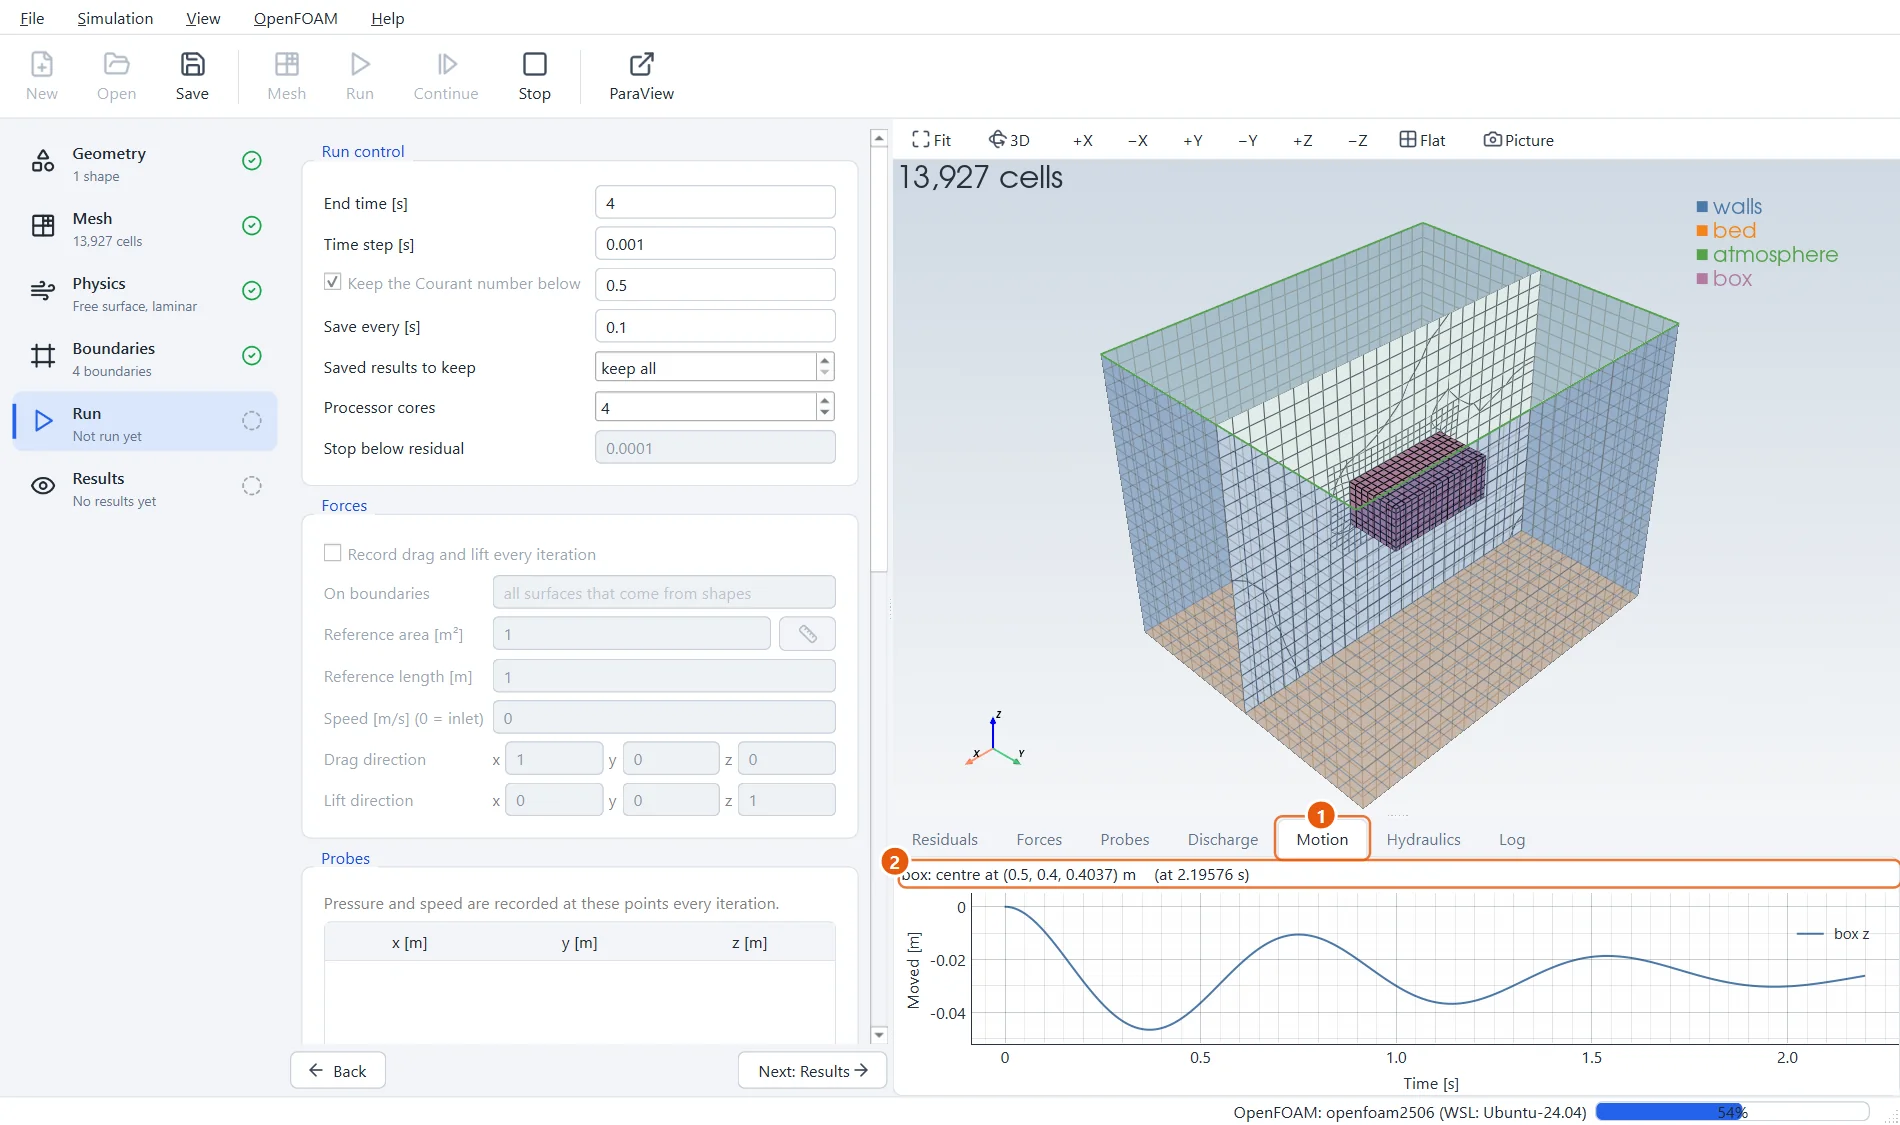 File Simulation View OpenFOAM Help
New Open Save Mesh Run Continue Stop ParaView
Geometry
1 shape
Mesh
13,927 cells
Physics
Free surface, laminar
Boundaries
4 boundaries
Run
Not run yet
Results
No results yet
Run control
End time [s] 4
Time step [s] 0.001
Keep the Courant number below 0.5
Save every [s] 0.1
Saved results to keep keep all
Processor cores 4
Stop below residual 0.0001
Forces
Record drag and lift every iteration
On boundaries all surfaces that come from shapes
Reference area [m²] 1
Reference length [m] 1
Speed [m/s] (0 = inlet) 0
Drag direction x 1 y 0 z 0
Lift direction x 0 y 0 z 1
Probes
Pressure and speed are recorded at these points every iteration.
x [m] y [m] z [m]
Back Next: Results
Fit 3D +X −X +Y −Y +Z −Z Flat Picture
13,927 cells
walls
bed
atmosphere
box
z
x
Y
1
Residuals Forces Probes Discharge Motion Hydraulics Log
2
box: centre at (0.5, 0.4, 0.4037) m (at 2.19576 s)
0
-0.02
-0.04
Moved [m]
box z
0 0.5 1.0 1.5 2.0
Time [s]
OpenFOAM: openfoam2506 (WSL: Ubuntu-24.04) 54%